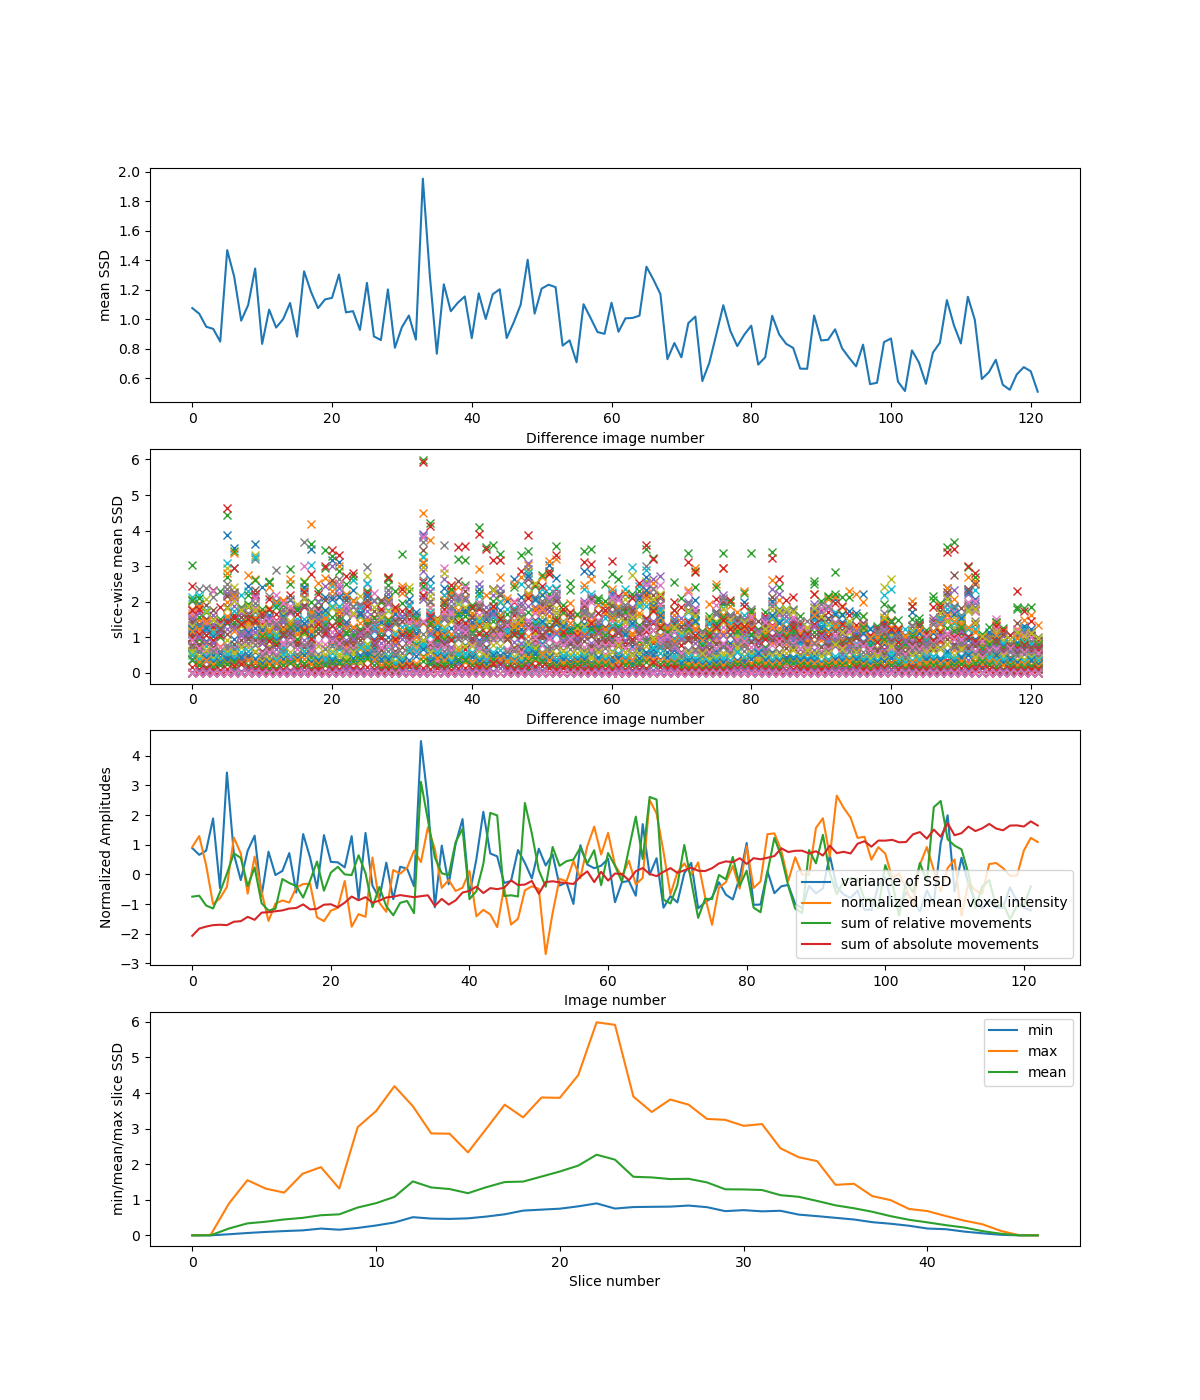 mean SSD
2.0
1.8
1.6
1.4
1.2
1.0
0.8
0.6
0 20 40 60 80 100 120
Difference image number
slice-wise mean SSD
6
5
4
3
2
1
0
0 20 40 60 80 100 120
Difference image number
Normalized Amplitudes
4
3
2
1
0
−1
−2
−3
variance of SSD
normalized mean voxel intensity
sum of relative movements
sum of absolute movements
0 20 40 60 80 100 120
Image number
min/mean/max slice SSD
6
5
4
3
2
1
0
min
max
mean
0 10 20 30 40
Slice number